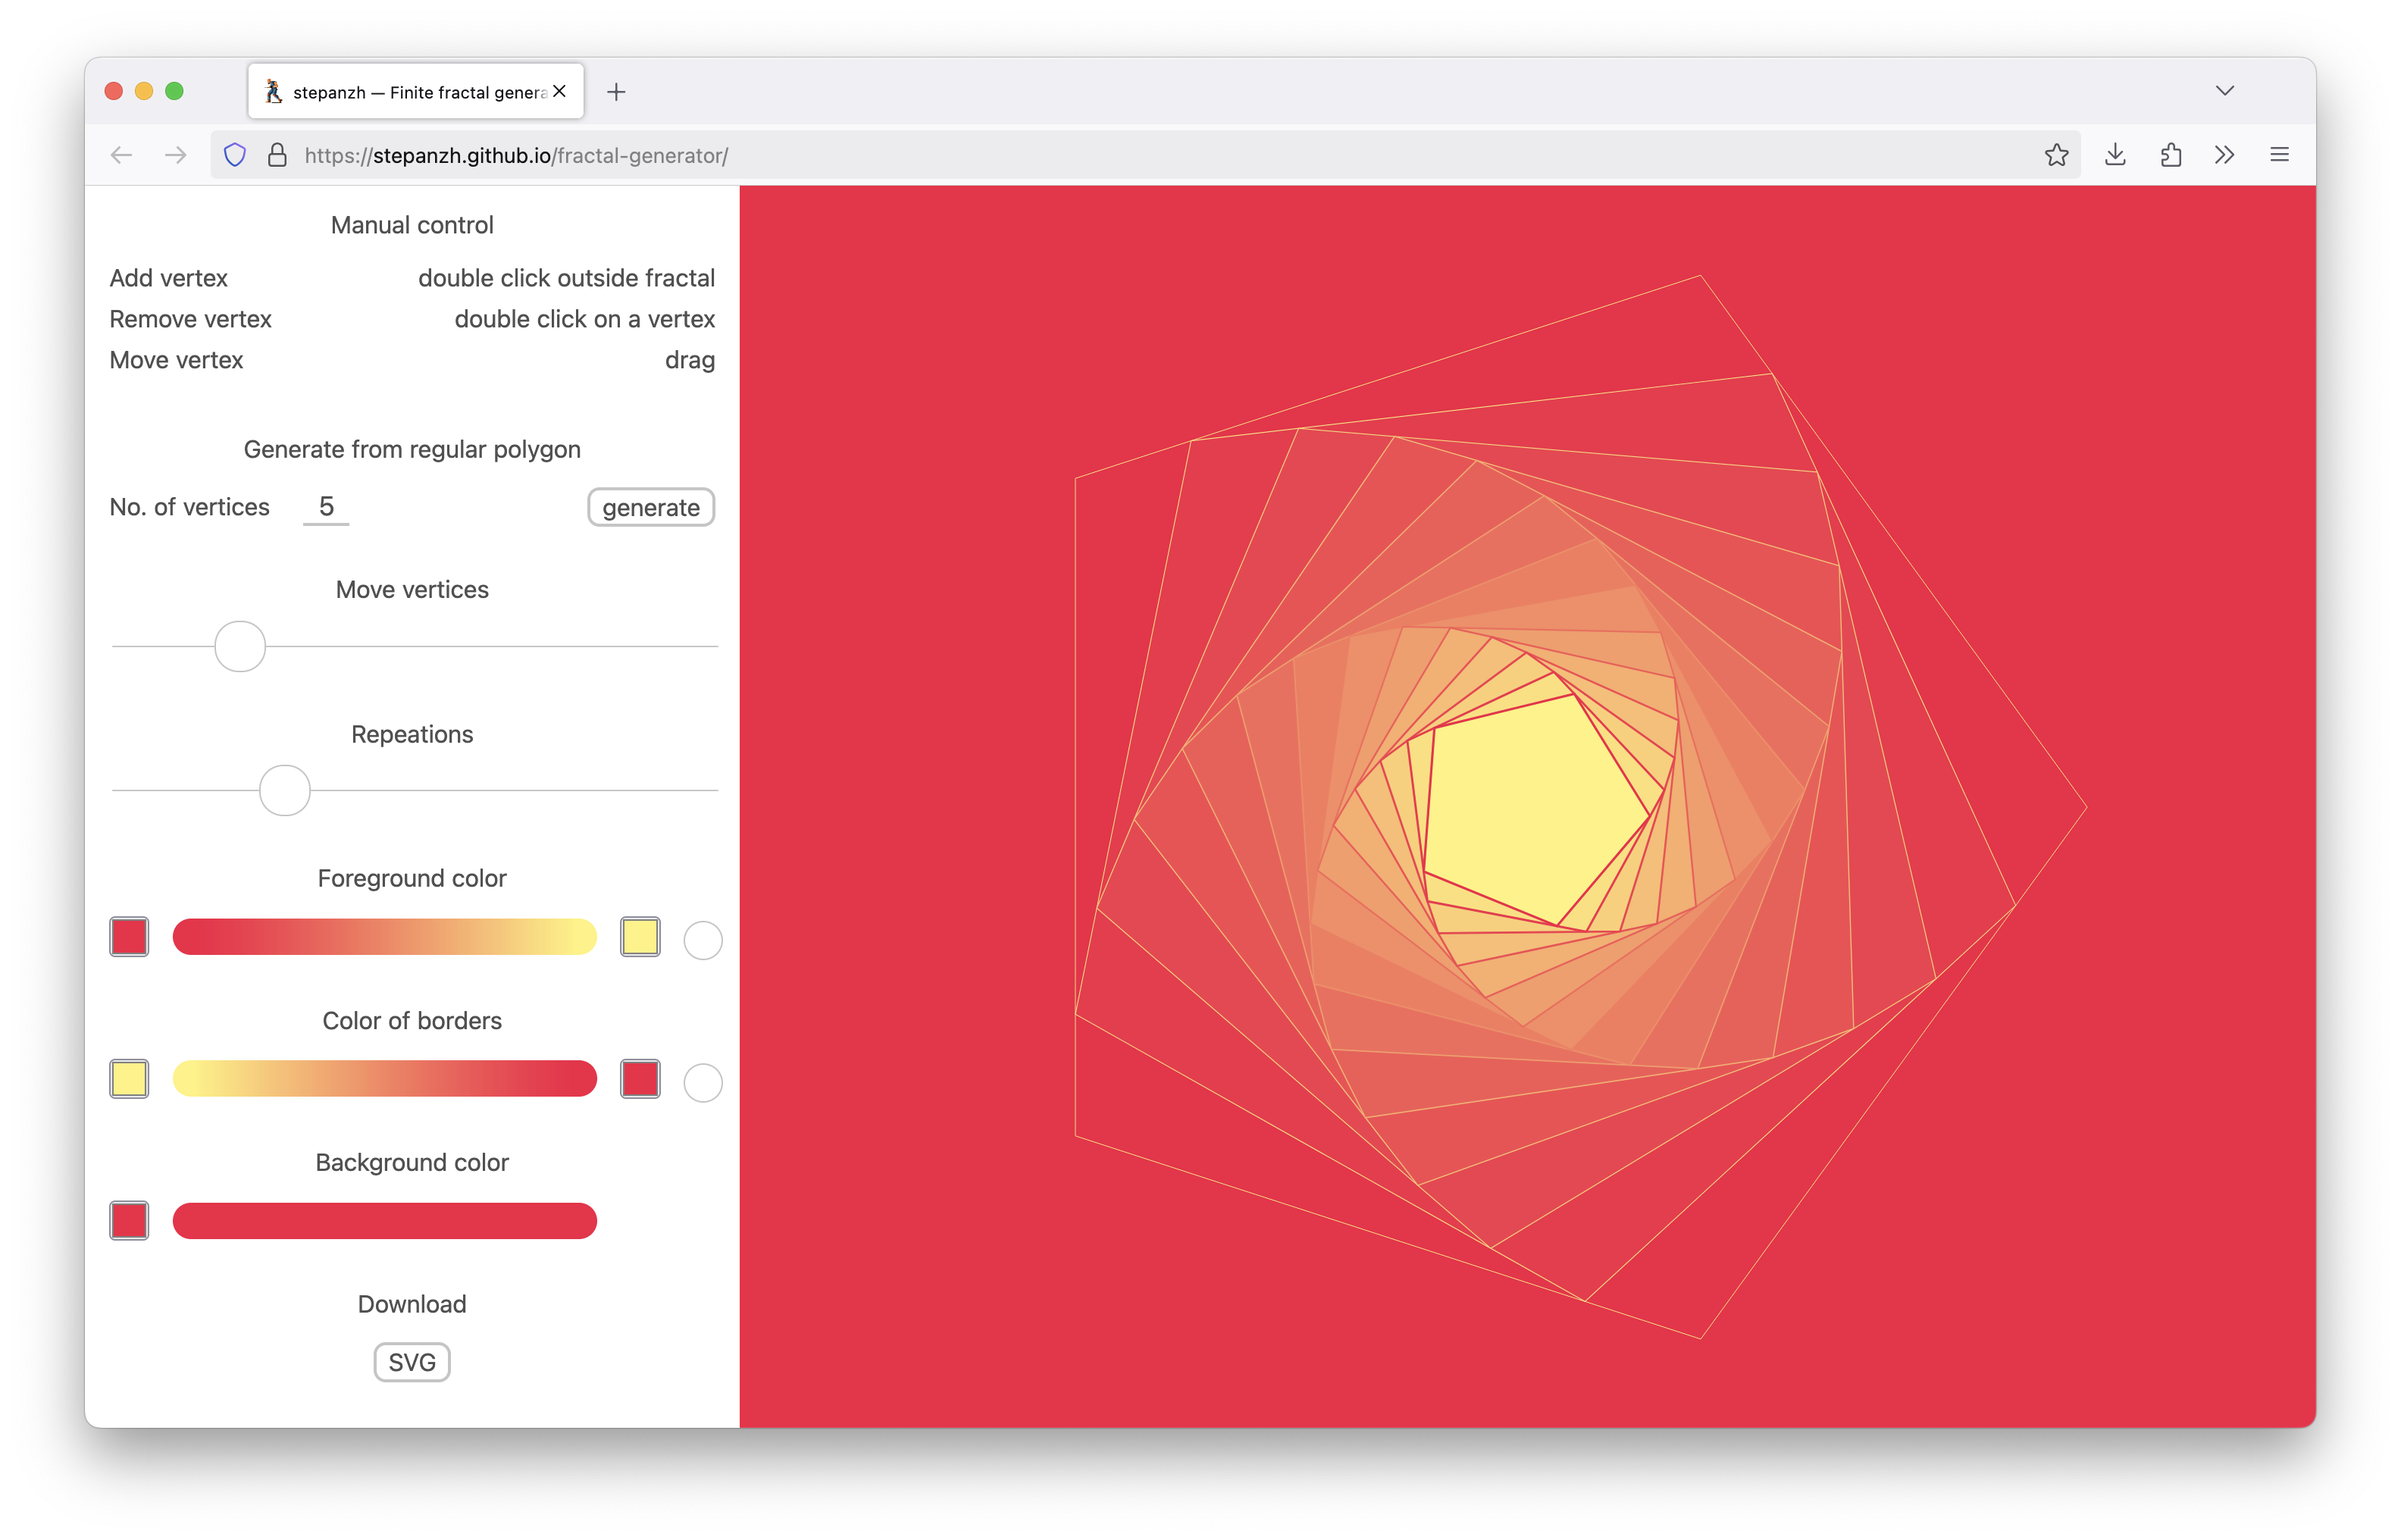 stepanzh — Finite fractal genera
https://stepanzh.github.io/fractal-generator/
Manual control
Add vertex double click outside fractal
Remove vertex double click on a vertex
Move vertex drag
Generate from regular polygon
No. of vertices 5 generate
Move vertices
Repeations
Foreground color
Color of borders
Background color
Download
SVG